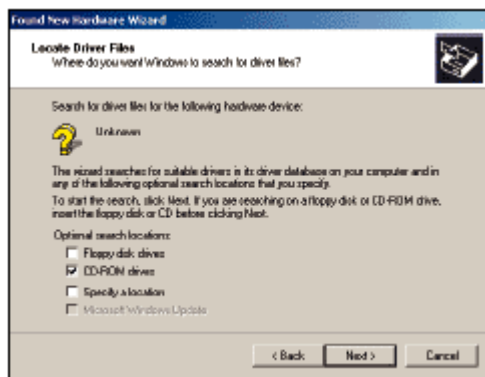 Found New Hardware Wizard
Locate Driver Files
Where do you want Windows to search for driver files?
Search for driver files for the following hardware device:
Unknown
The wizard searches for suitable drivers in its driver database on your computer and in
any of the following optional search locations that you specify.
To start the search, click Next. If you are searching on a floppy disk or CD-ROM drive,
insert the floppy disk or CD before clicking Next.
Optional search locations:
Floppy disk drives
CD-ROM drives
Specify a location
Microsoft Windows Update
< Back
Next >
Cancel